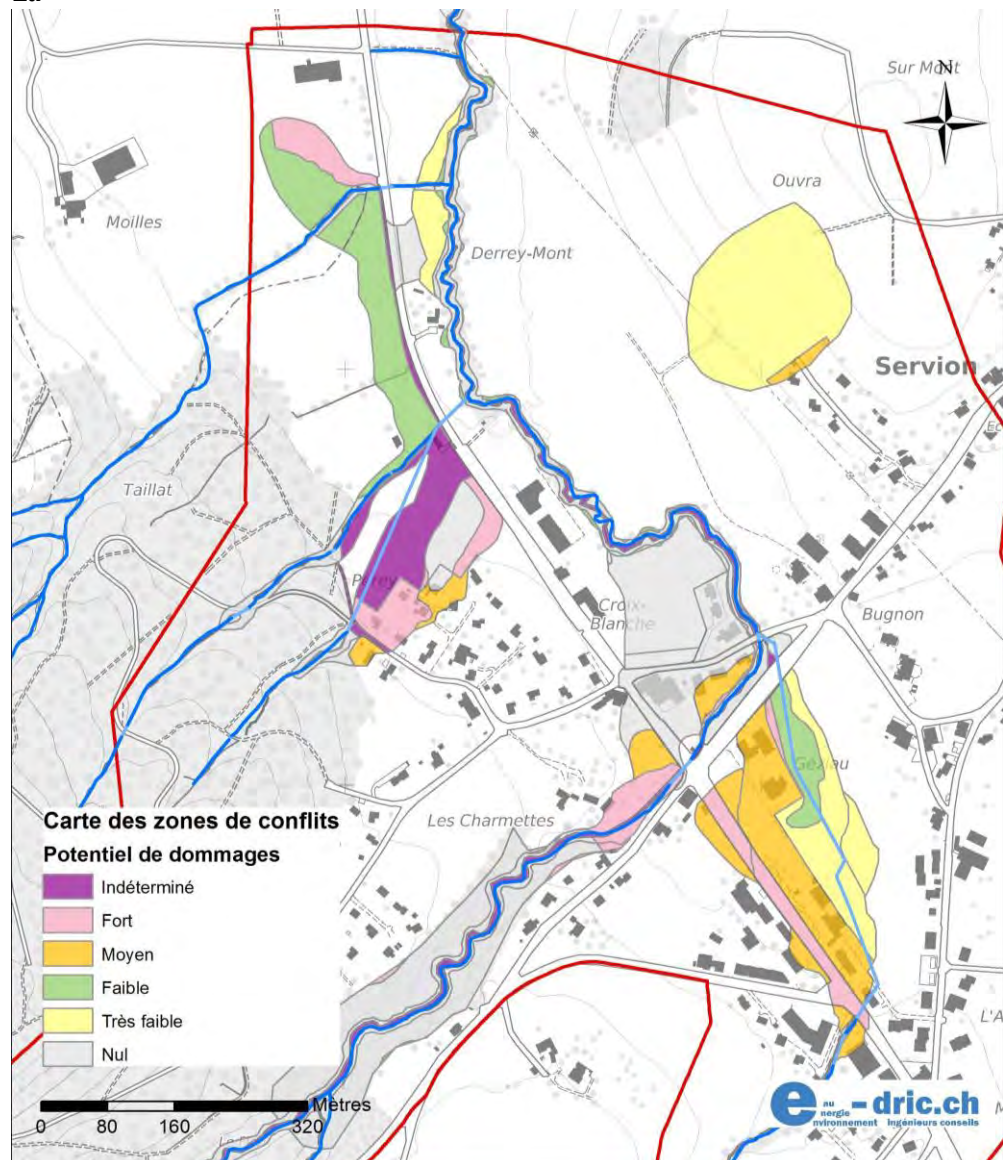 Sur Mont
N
Ouvra
Moilles
Derrey-Mont
Servion
Taillat
Croix-
Blanche
Bugnon
Les Charmettes
Carte des zones de conflits
Potentiel de dommages
Indéterminé
Fort
Moyen
Faible
Très faible
Nul
L'A
Mètres
0 80 160 320
e au
nergie
nvironnement
-dric.ch
Ingénieurs conseils